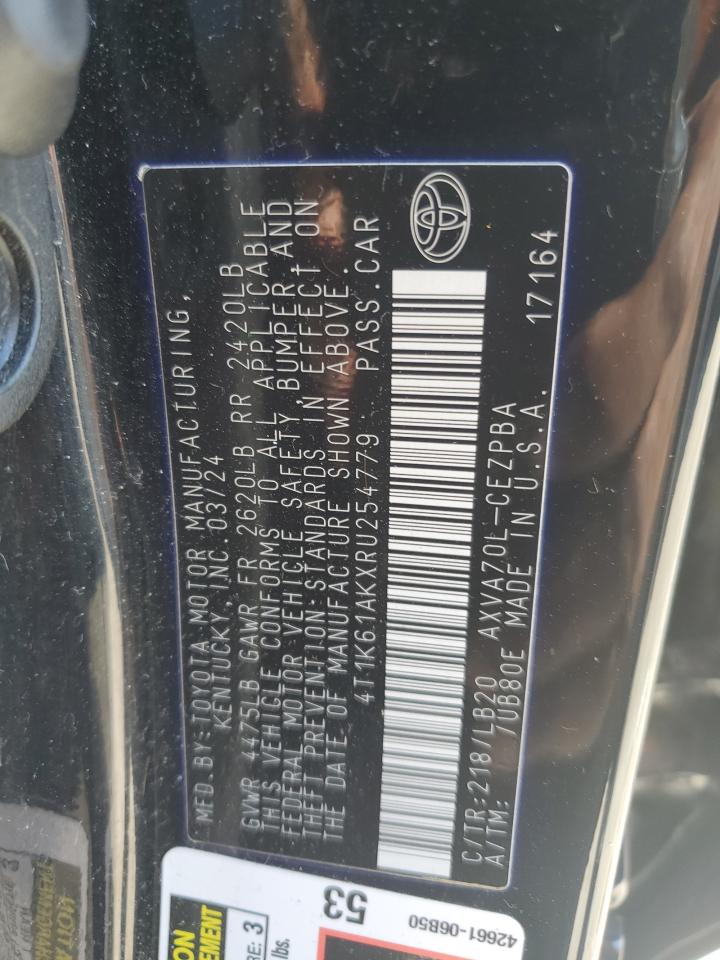 MFD.BY:TOYOTA MOTOR MANUFACTURING,
KENTUCKY, INC. 03/24
GVWR 4475LB GAWR FR 2620LB RR 2420LB
THIS VEHICLE CONFORMS TO ALL APPLICABLE
FEDERAL MOTOR VEHICLE SAFETY, BUMPER, AND
THEFT PREVENTION STANDARDS IN EFFECT ON
THE DATE OF MANUFACTURE SHOWN ABOVE.
4T1K61AKXRU254779 PASS.CAR
C/TR:218/LB20 AXVA70L-CEZPBA
A/TM: /UB80E MADE IN U.S.A. 17164
53
42661-06B50
lbs.